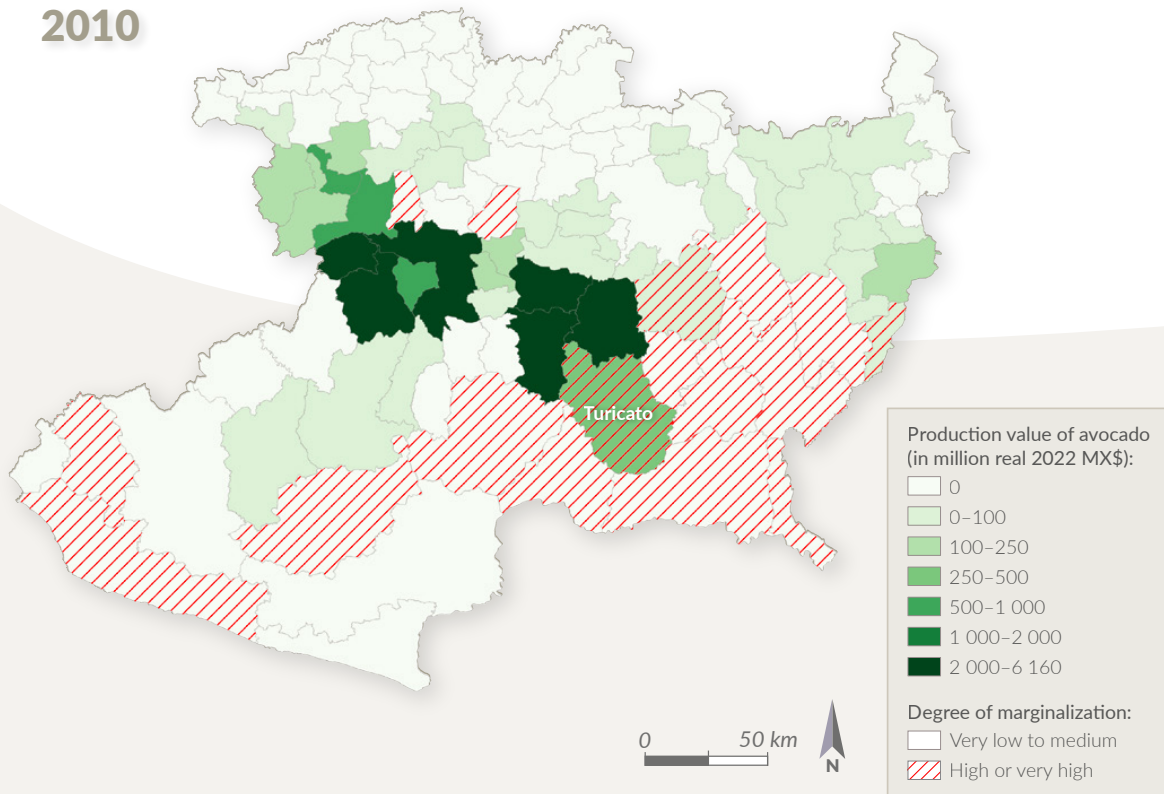 2010
Turicato
Production value of avocado
(in million real 2022 MX$):
0
0–100
100–250
250–500
500–1 000
1 000–2 000
2 000–6 160
Degree of marginalization:
Very low to medium
High or very high
0 50 km
N